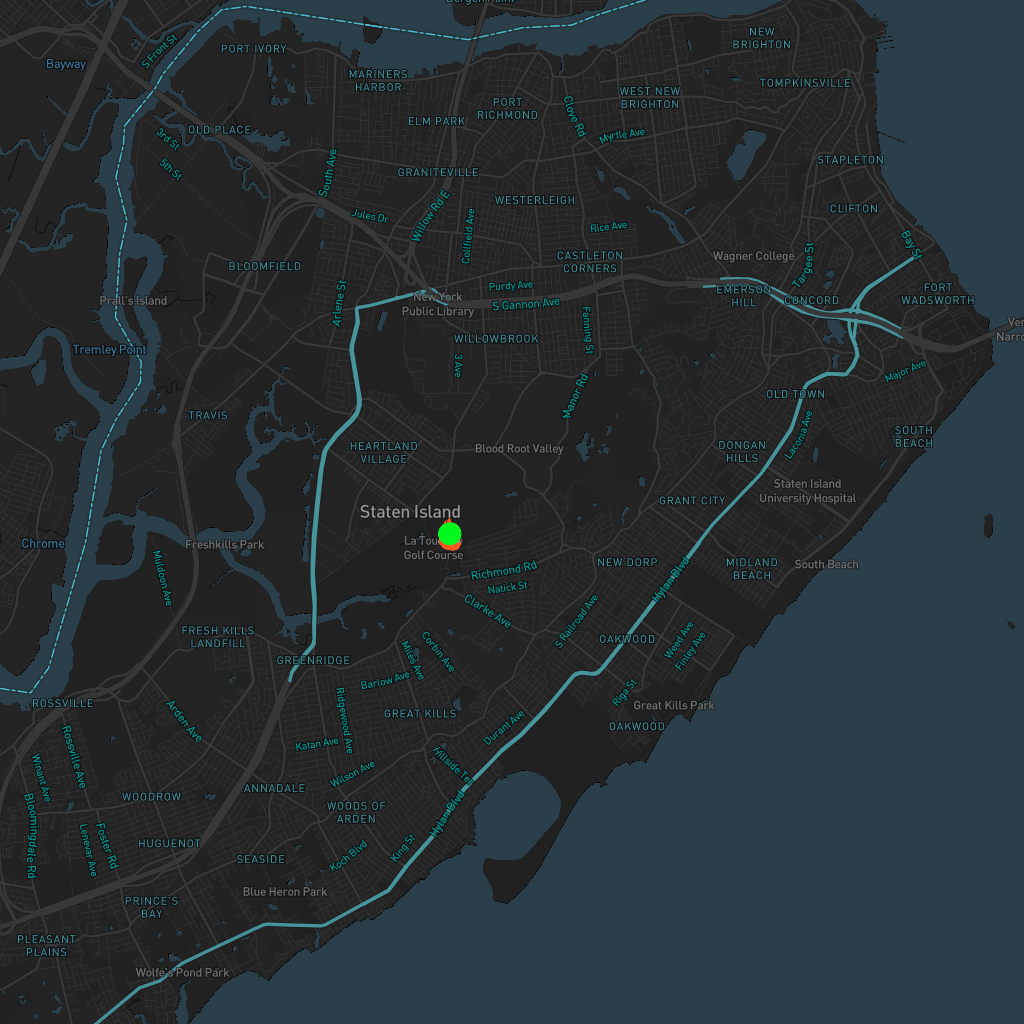 Bergen Point
NEW
BRIGHTON
S Front St
PORT IVORY
Bayway
MARINERS
HARBOR
TOMPKINSVILLE
WEST NEW
BRIGHTON
PORT
RICHMOND
Clove Rd
ELM PARK
OLD PLACE
3rd St
Myrtle Ave
5th St
South Ave
STAPLETON
GRANITEVILLE
WESTERLEIGH
Willow Rd E
CLIFTON
Jules Dr
Collfield Ave
Rice Ave
Bay St
Targee St
Wagner College
CASTLETON
CORNERS
BLOOMFIELD
Arlene St
Purdy Ave
EMERSON
HILL
FORT
WADSWORTH
Prall's Island
New York
Public Library
S Gannon Ave
CONCORD
Fanning St
WILLOWBROOK
Tremley Point
3 Ave
Major Ave
Manor Rd
OLD TOWN
TRAVIS
Laconia Ave
SOUTH
BEACH
HEARTLAND
VILLAGE
Blood Root Valley
DONGAN
HILLS
Staten Island
University Hospital
GRANT CITY
Staten Island
Chrome
Freshkills Park
Golf Course
Muldoon Ave
Richmond Rd
NEW DORP
MIDLAND
BEACH
South Beach
Hylan Blvd
Natick St
Clarke Ave
S Railroad Ave
FRESH KILLS
LANDFILL
Corbin Ave
Miles Ave
OAKWOOD
Weed Ave
Finley Ave
GREENRIDGE
Barlow Ave
Riga St
ROSSVILLE
Ridgewood Ave
Great Kills Park
Arden Ave
GREAT KILLS
OAKWOOD
Durant Ave
Rossville Ave
Katan Ave
Winant Ave
Wilson Ave
Hillside Ter
ANNADALE
WOODROW
WOODS OF
ARDEN
Hylan Blvd
Bloomingdale Rd
Lenevar Ave
Foster Rd
HUGUENOT
King St
Koch Blvd
SEASIDE
Blue Heron Park
PRINCE'S
BAY
PLEASANT
PLAINS
Wolfe's Pond Park